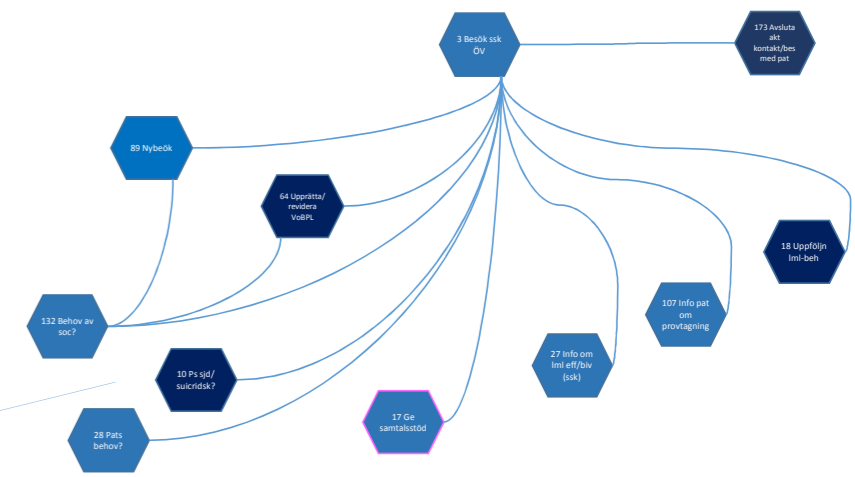 3 Besök ssk
ÖV
173 Avsluta
akt
kontakt/bes
med pat
89 Nybeök
64 Upprätta/
revidera
VoBPL
18 Uppföljn
lml-beh
132 Behov av
soc?
107 Info pat
om
provtagning
10 Ps sjd/
suicridsk?
27 Info om
lml eff/biv
(ssk)
17 Ge
samtalsstöd
28 Pats
behov?